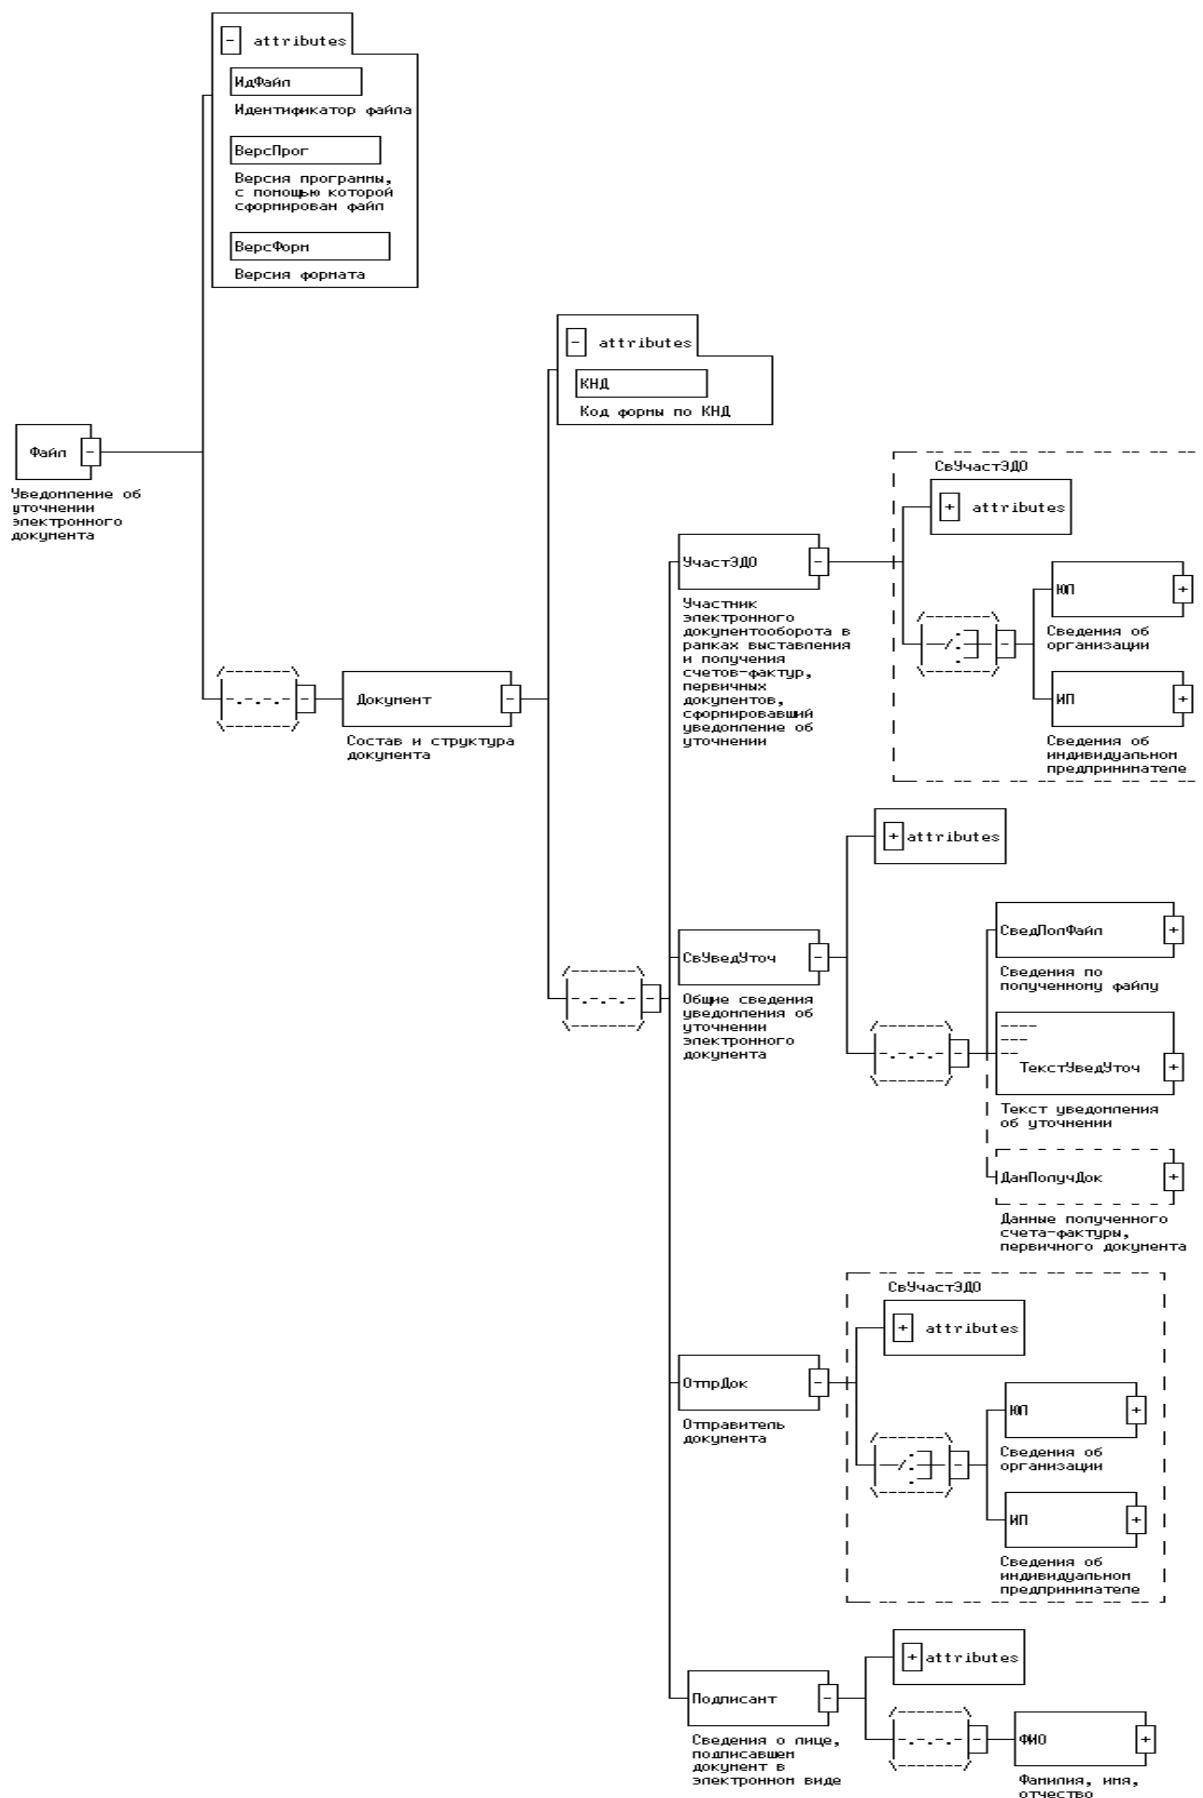 attributes
ИдФайл
Идентификатор файла
ВерсПрог
Версия программы,
с помощью которой
сформирован файл
ВерсФорм
Версия формата
attributes
КНД
Код формы по КНД
Файл
Уведомление об
уточнении
электронного
документа
Документ
Состав и структура
документа
СвУчастЭДО
attributes
УчастЭДО
Участник
электронного
документооборота в
рамках выставления
и получения
счетов-фактур,
первичных
документов,
сформировавший
уведомление об
уточнении
ЮЛ
Сведения об
организации
ИП
Сведения об
индивидуальном
предпринимателе
attributes
СвУведУточ
Общие сведения
уведомления об
уточнении
электронного
документа
СведПолФайл
Сведения по
полученному файлу
ТекстУведУточ
Текст уведомления
об уточнении
ДанПолучДок
Данные полученного
счета-фактуры,
первичного документа
СвУчастЭДО
attributes
ОтпрДок
Отправитель
документа
ЮЛ
Сведения об
организации
ИП
Сведения об
индивидуальном
предпринимателе
attributes
Подписант
Сведения о лице,
подписавшем
документ в
электронном виде
ФИО
Фамилия, имя,
отчество